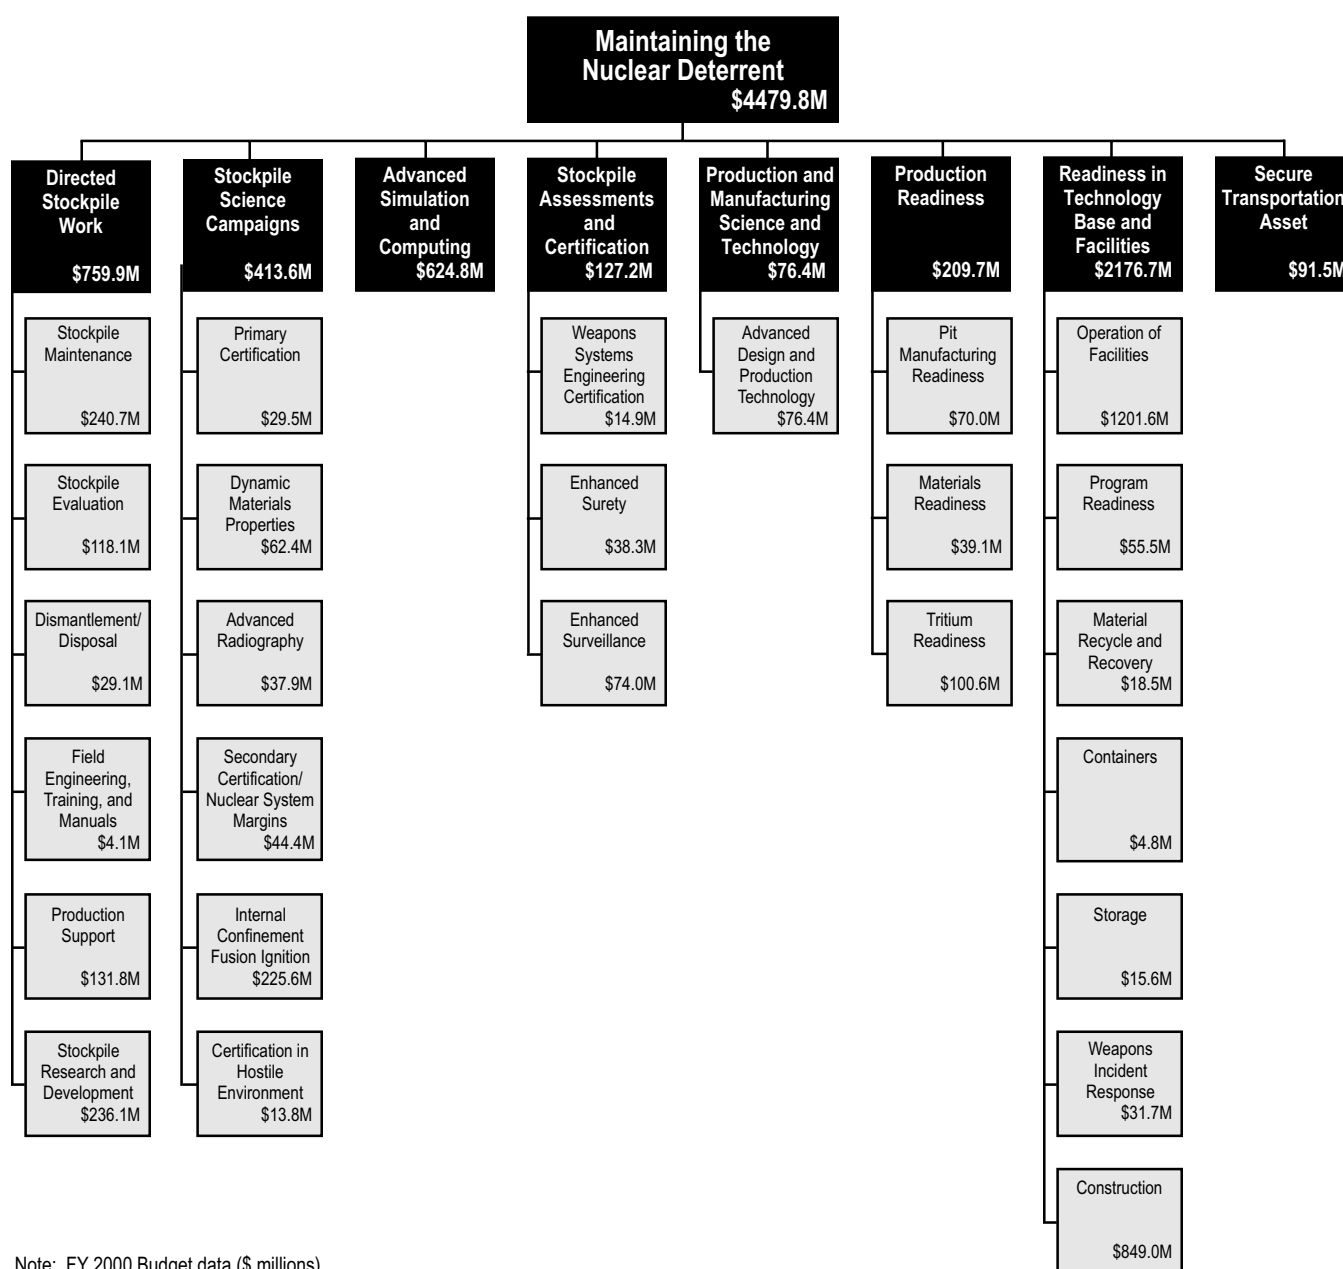 Maintaining the
Nuclear Deterrent
$4479.8M
Directed
Stockpile
Work
$759.9M
Stockpile
Science
Campaigns
$413.6M
Advanced
Simulation
and
Computing
$624.8M
Stockpile
Assessments
and
Certification
$127.2M
Production and
Manufacturing
Science and
Technology
$76.4M
Production
Readiness
$209.7M
Readiness in
Technology
Base and
Facilities
$2176.7M
Secure
Transportation
Asset
$91.5M
Stockpile
Maintenance
$240.7M
Stockpile
Evaluation
$118.1M
Dismantlement/
Disposal
$29.1M
Field
Engineering,
Training, and
Manuals
$4.1M
Production
Support
$131.8M
Stockpile
Research and
Development
$236.1M
Primary
Certification
$29.5M
Dynamic
Materials
Properties
$62.4M
Advanced
Radiography
$37.9M
Secondary
Certification/
Nuclear System
Margins
$44.4M
Internal
Confinement
Fusion Ignition
$225.6M
Certification in
Hostile
Environment
$13.8M
Weapons
Systems
Engineering
Certification
$14.9M
Enhanced
Surety
$38.3M
Enhanced
Surveillance
$74.0M
Advanced
Design and
Production
Technology
$76.4M
Pit
Manufacturing
Readiness
$70.0M
Materials
Readiness
$39.1M
Tritium
Readiness
$100.6M
Operation of
Facilities
$1201.6M
Program
Readiness
$55.5M
Material
Recycle and
Recovery
$18.5M
Containers
$4.8M
Storage
$15.6M
Weapons
Incident
Response
$31.7M
Construction
$849.0M
Note: FY 2000 Budget data ($ millions)